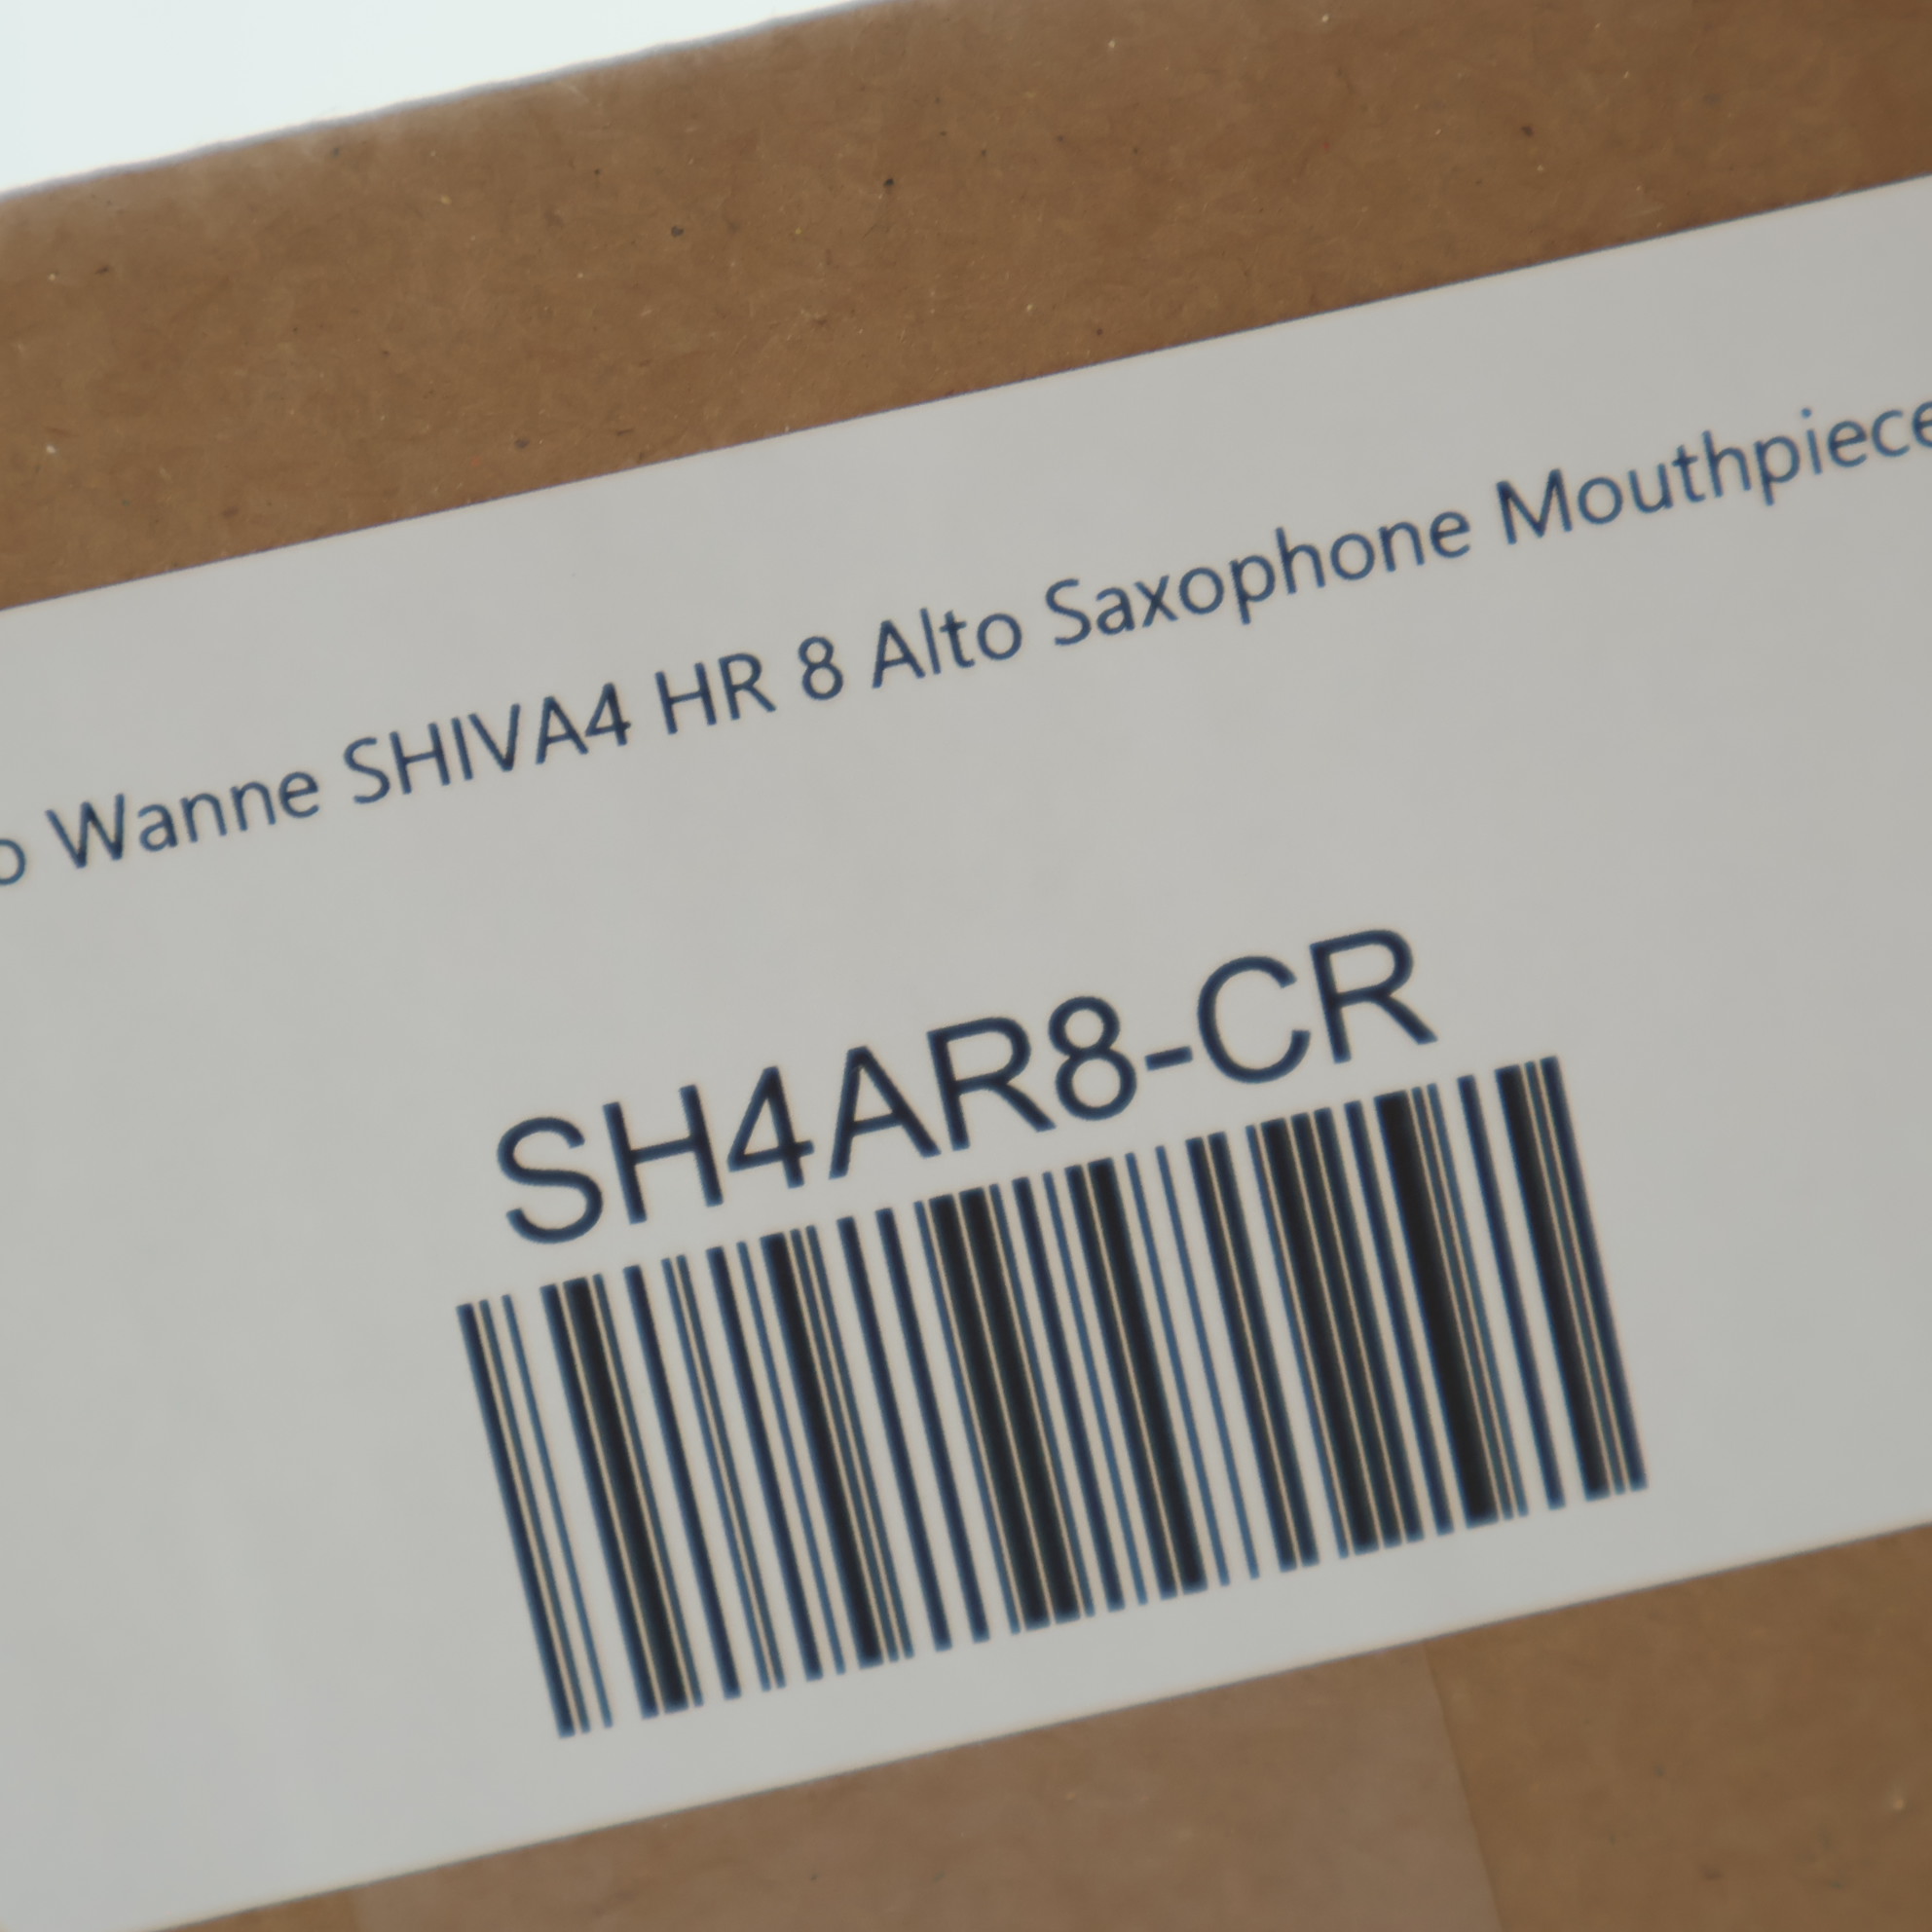 o Wanne SHIVA4 HR 8 Alto Saxophone Mouthpiece
SH4AR8-CR